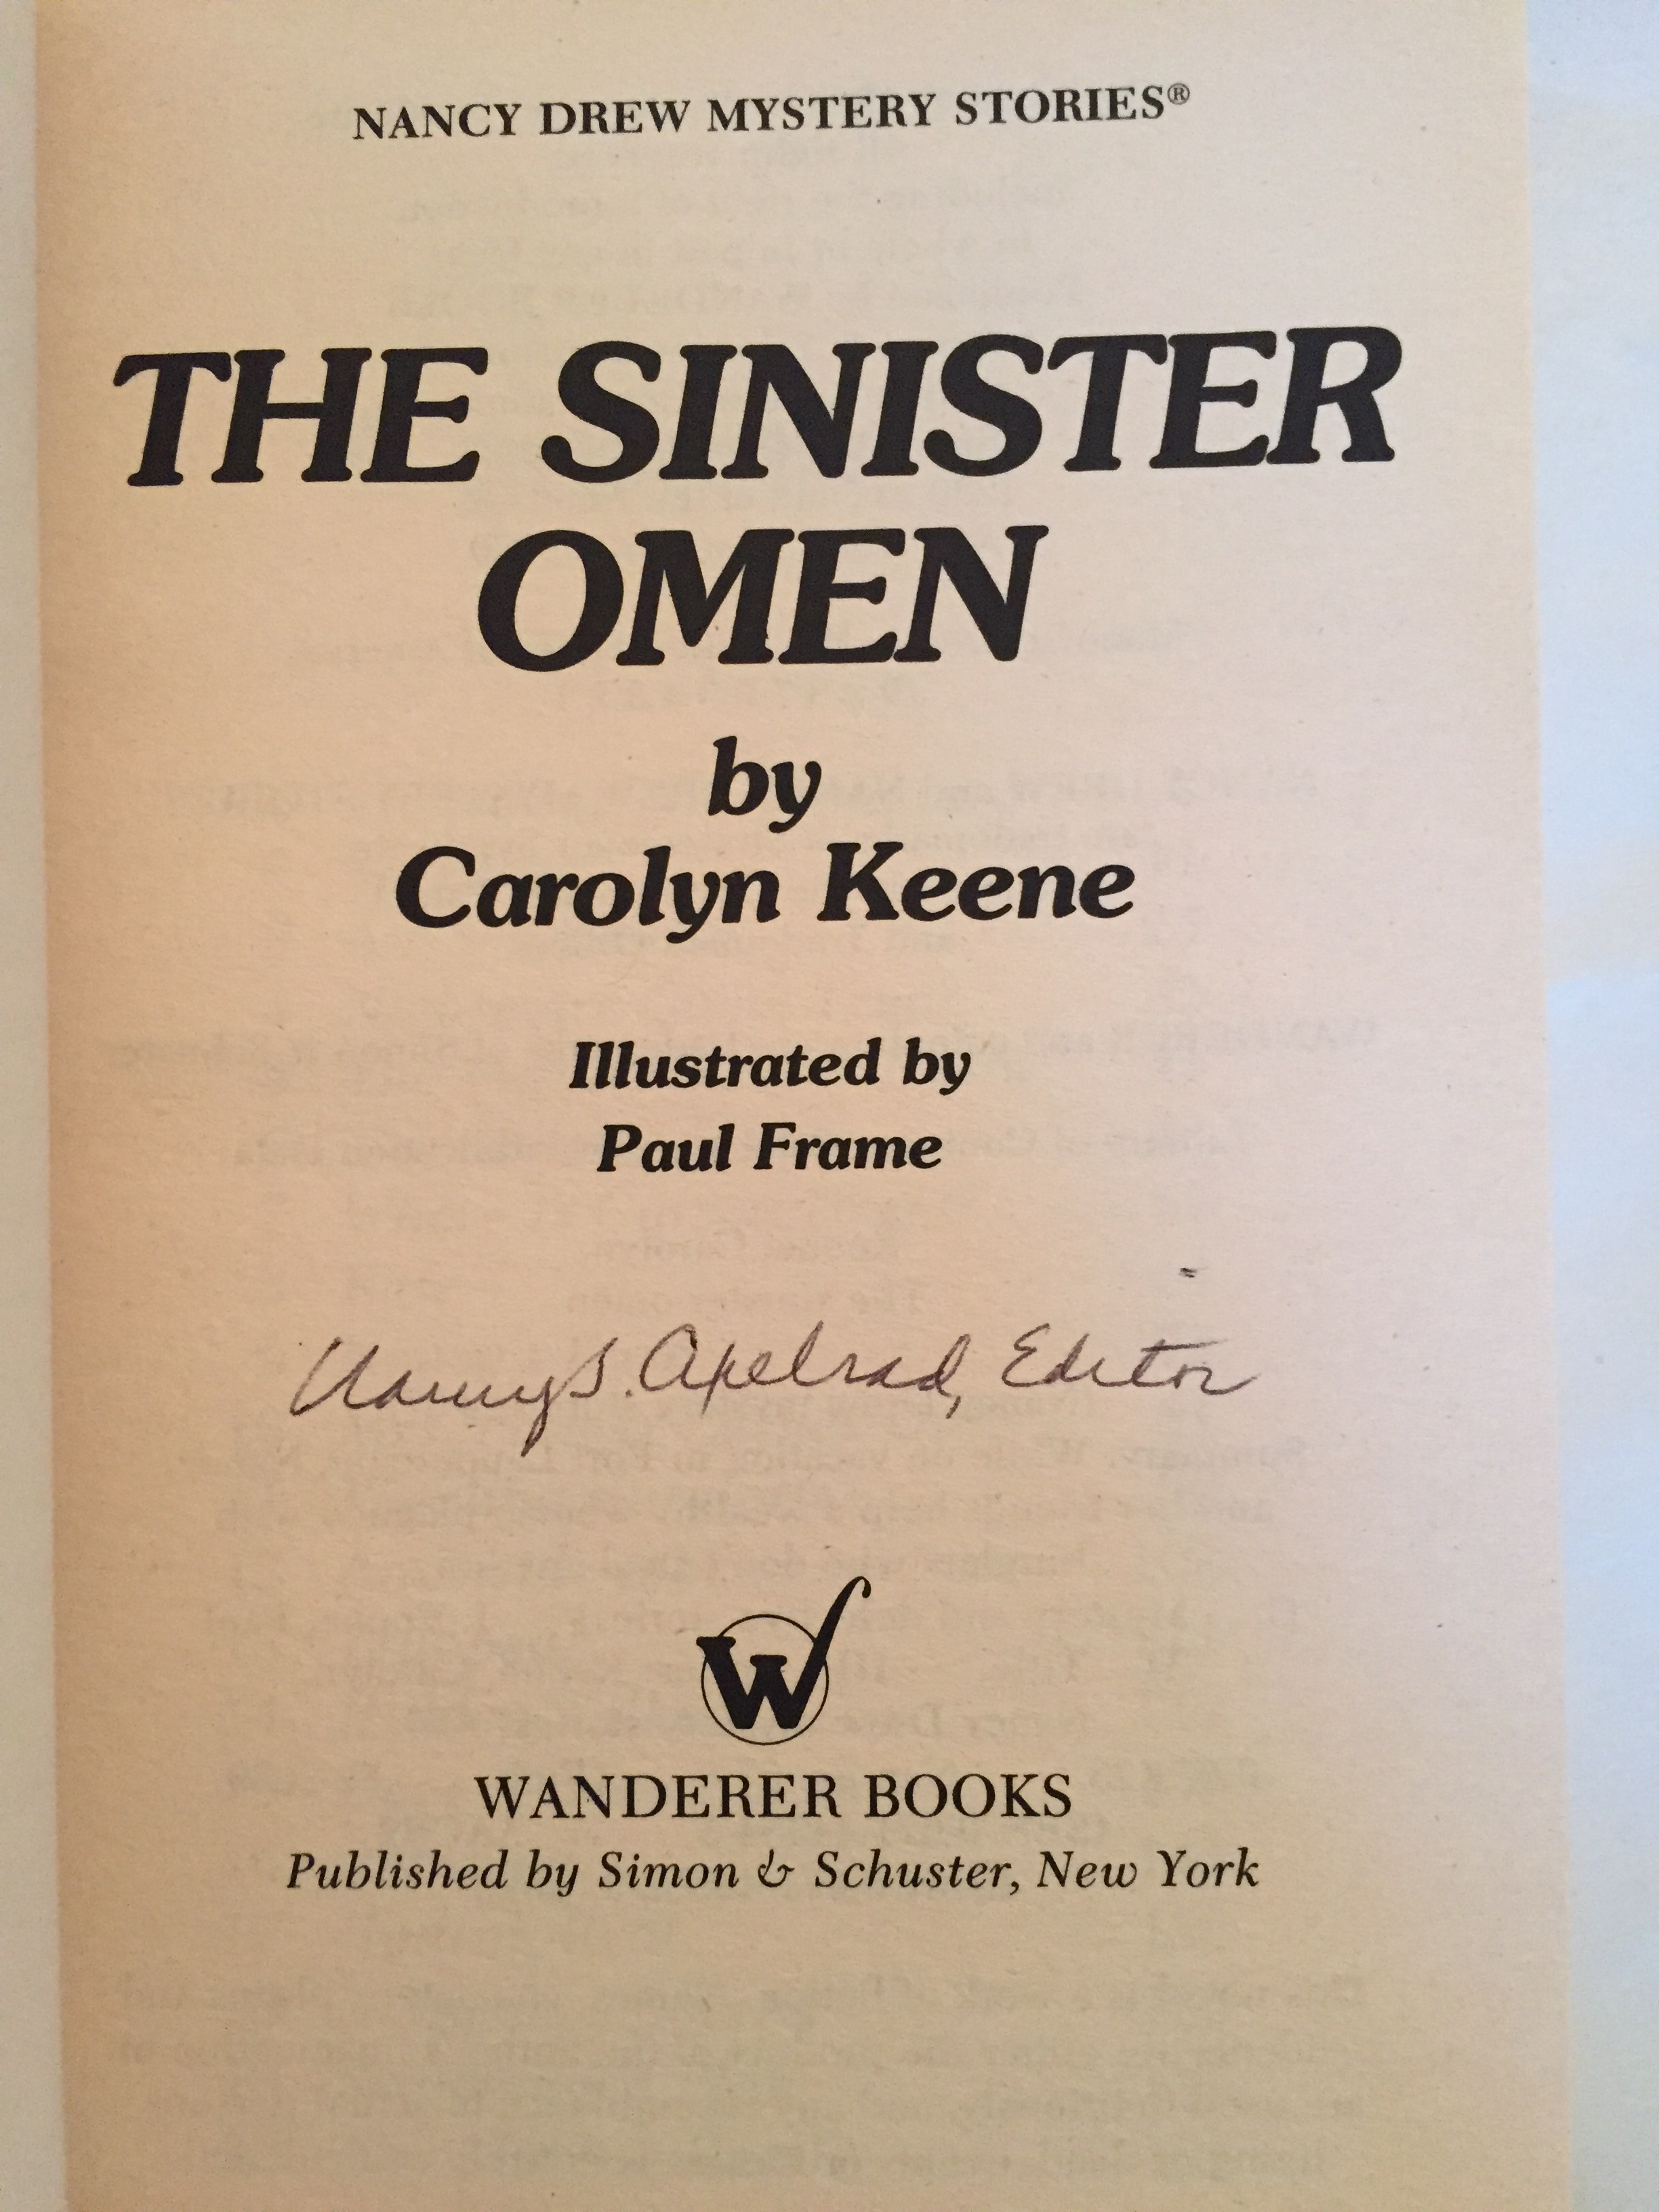 NANCY DREW MYSTERY STORIES®
THE SINISTER
OMEN
by
Carolyn Keene
Illustrated by
Paul Frame
Nancy S. Axelrad, Editor
W
WANDERER BOOKS
Published by Simon & Schuster, New York